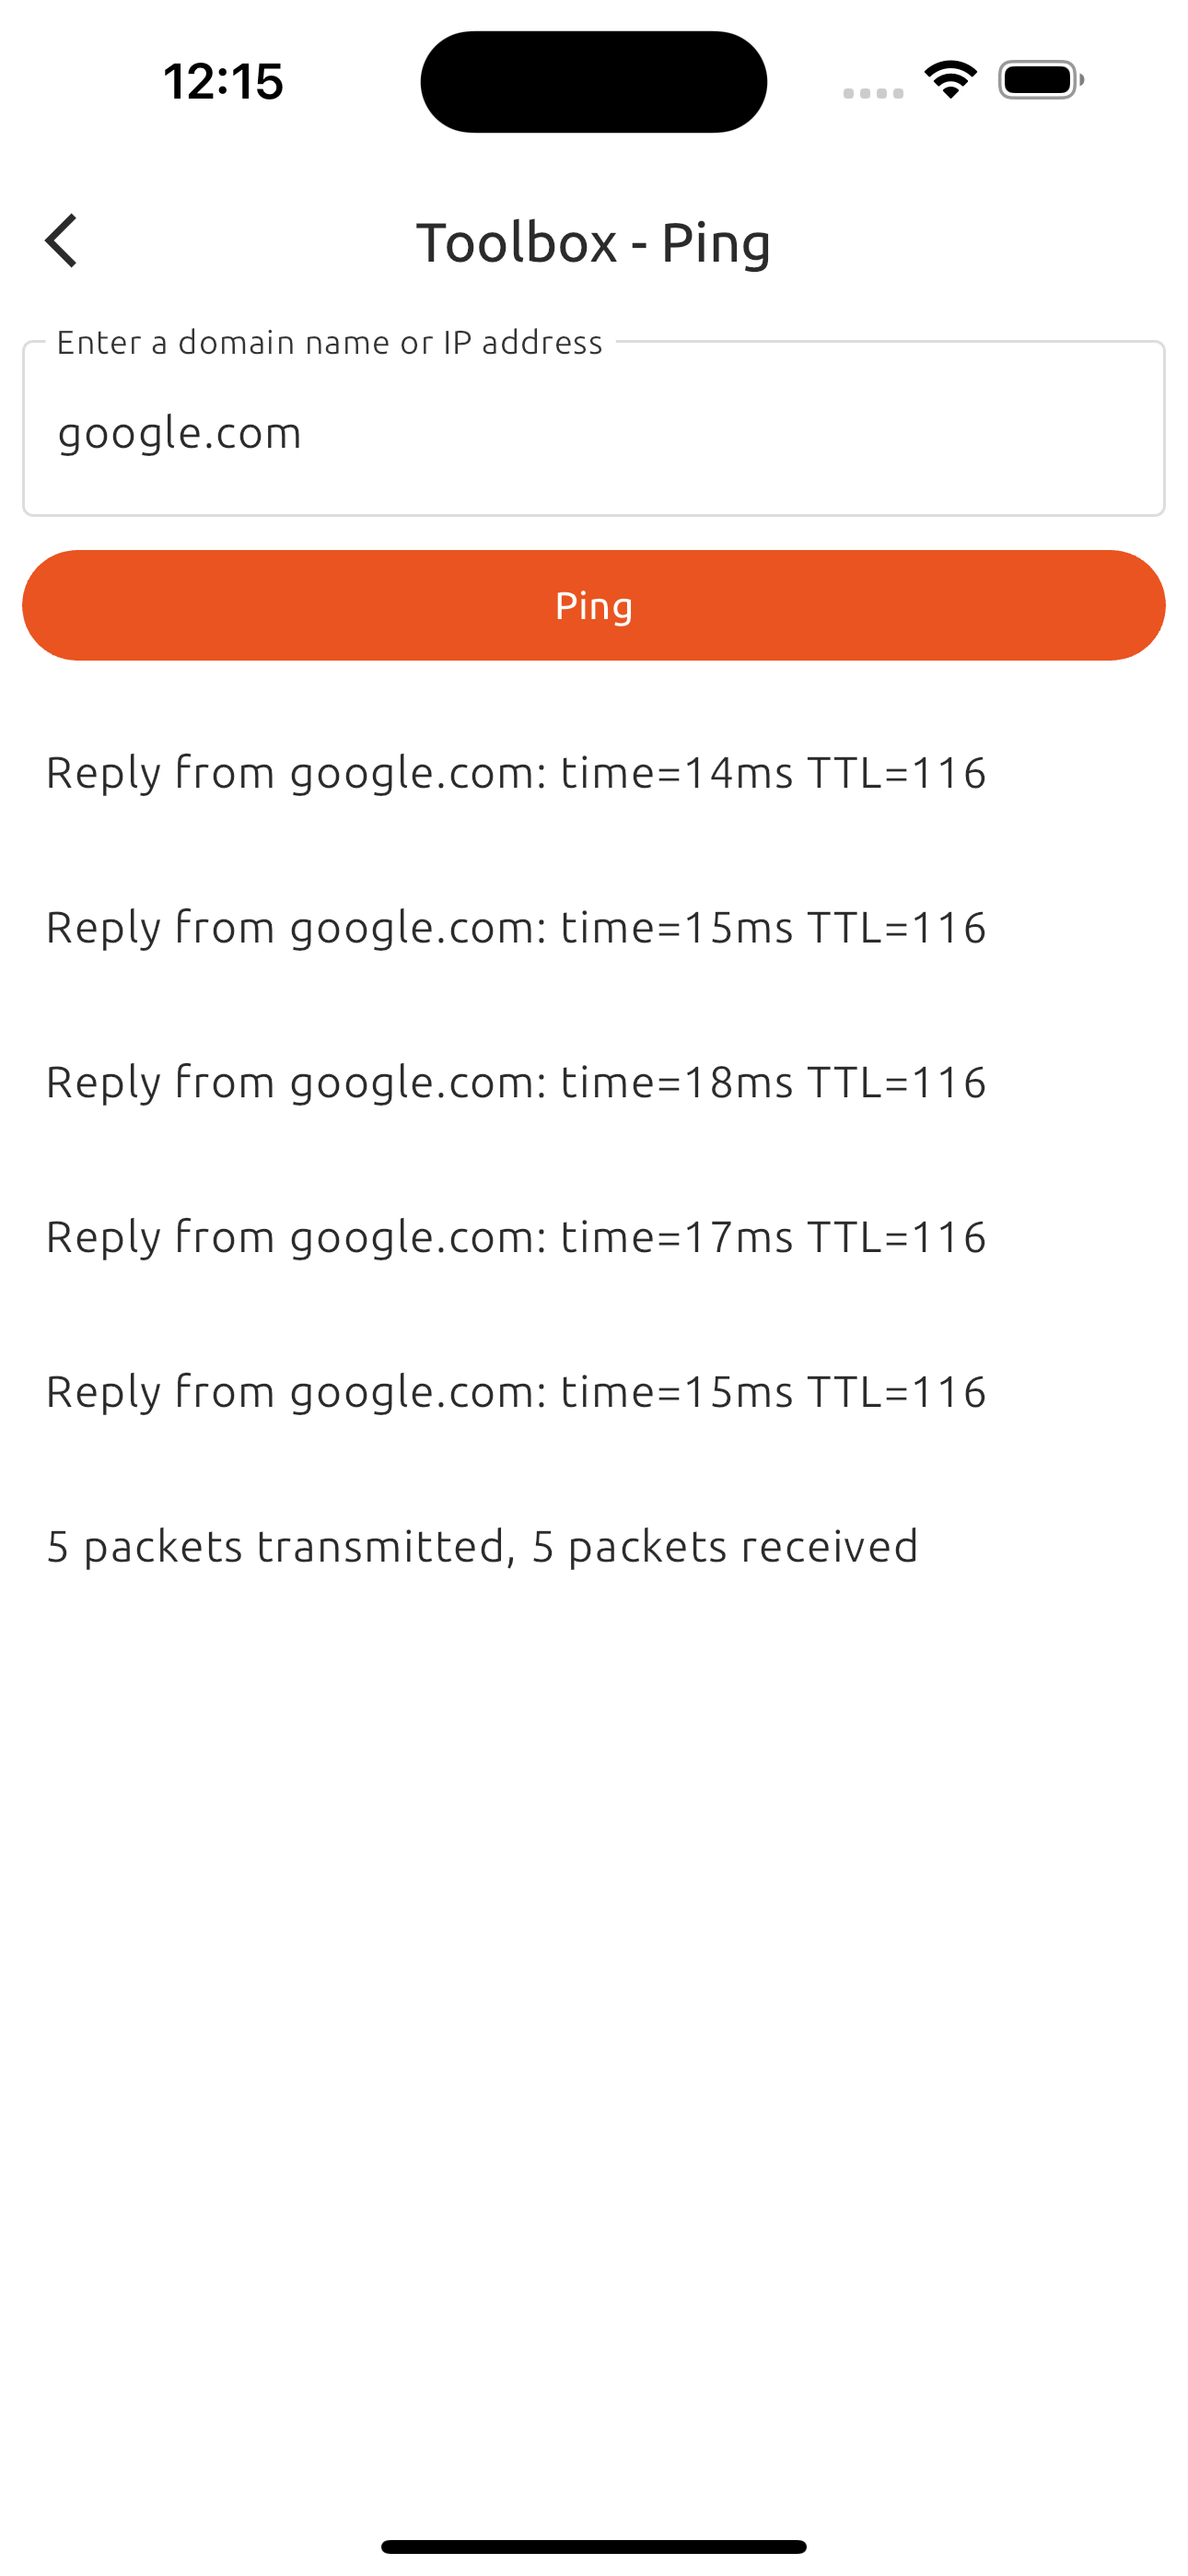 12:15
Toolbox - Ping
Enter a domain name or IP address
google.com
Ping
Reply from google.com: time=14ms TTL=116
Reply from google.com: time=15ms TTL=116
Reply from google.com: time=18ms TTL=116
Reply from google.com: time=17ms TTL=116
Reply from google.com: time=15ms TTL=116
5 packets transmitted, 5 packets received